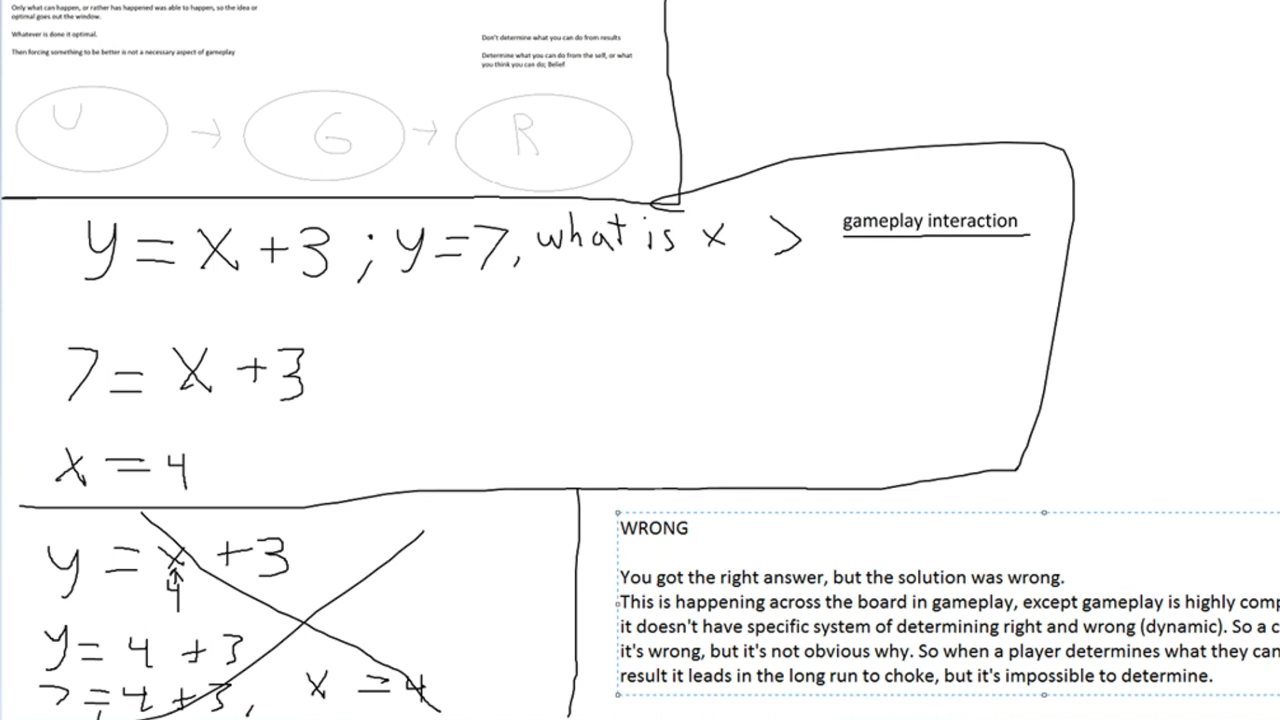 Only what can happen, or rather has happened was able to happen, so the idea or
optimal goes out the window.
Whatever is done it optimal.
Then forcing something to be better is not a necessary aspect of gameplay
Don't determine what you can do from results
Determine what you can do from the self, or what
you think you can do; Belief
U → G → R
y = x + 3 ; y = 7, what is x > gameplay interaction
7 = x + 3
x = 4
y = x + 3
4
y = 4 + 3
7 = 4 + 3, x = 4
WRONG
You got the right answer, but the solution was wrong.
This is happening across the board in gameplay, except gameplay is highly comp
it doesn't have specific system of determining right and wrong (dynamic). So a c
it's wrong, but it's not obvious why. So when a player determines what they can
result it leads in the long run to choke, but it's impossible to determine.